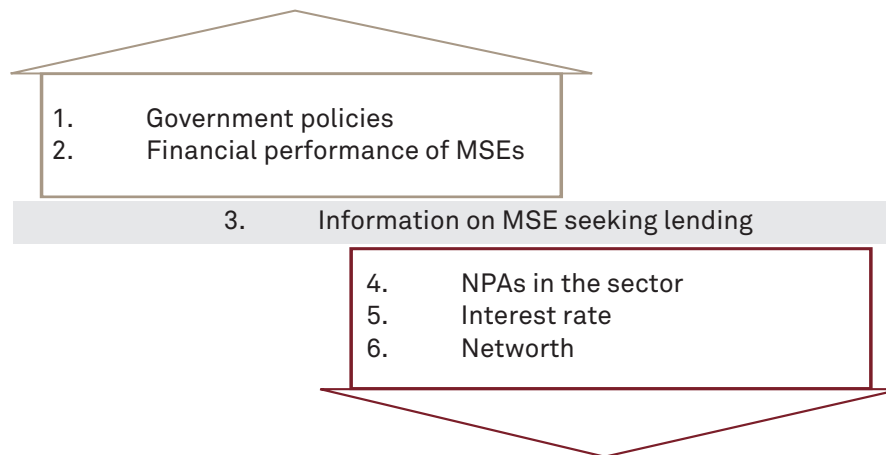 1. Government policies
2. Financial performance of MSEs
3. Information on MSE seeking lending
4. NPAs in the sector
5. Interest rate
6. Networth